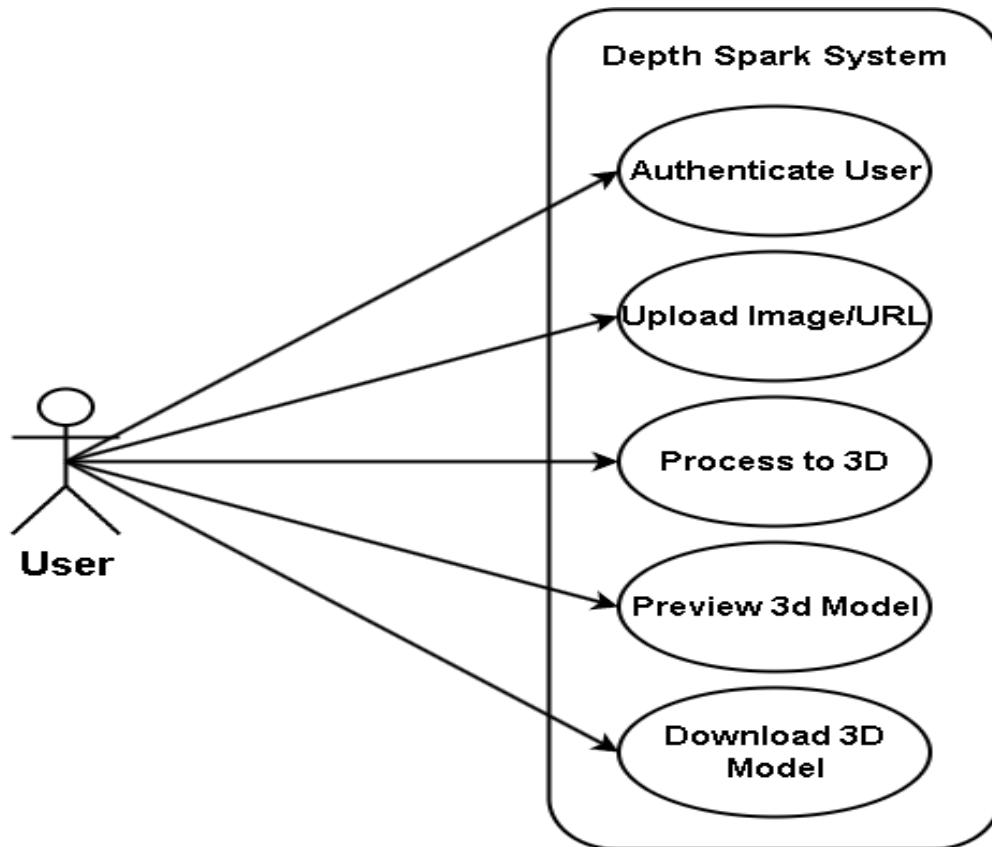 Depth Spark System
Authenticate User
Upload Image/URL
Process to 3D
User
Preview 3d Model
Download 3D
Model